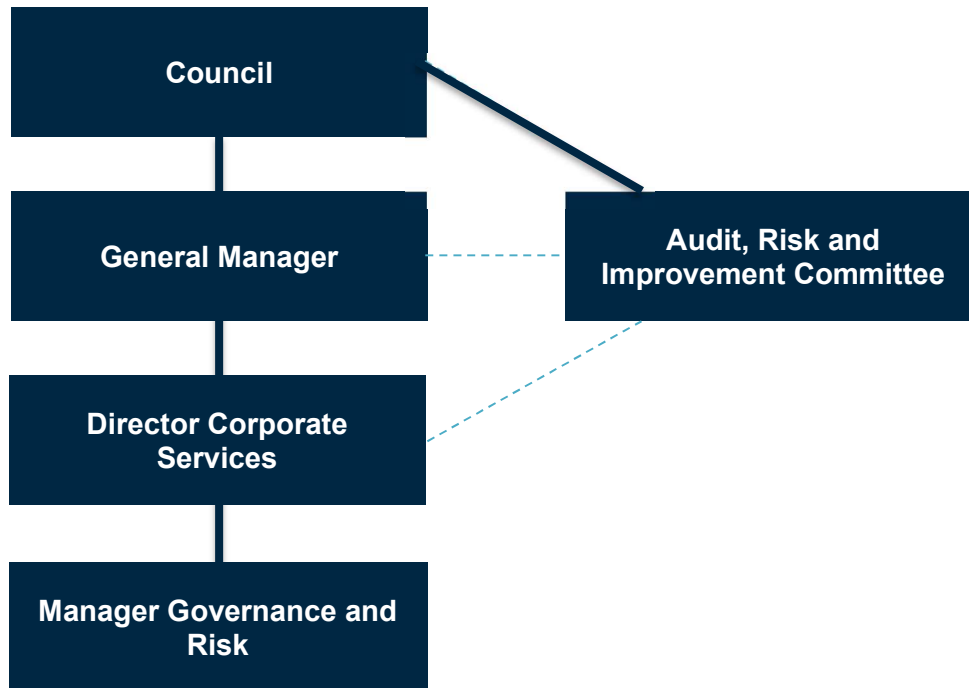 Council
General Manager
Audit, Risk and
Improvement Committee
Director Corporate
Services
Manager Governance and
Risk